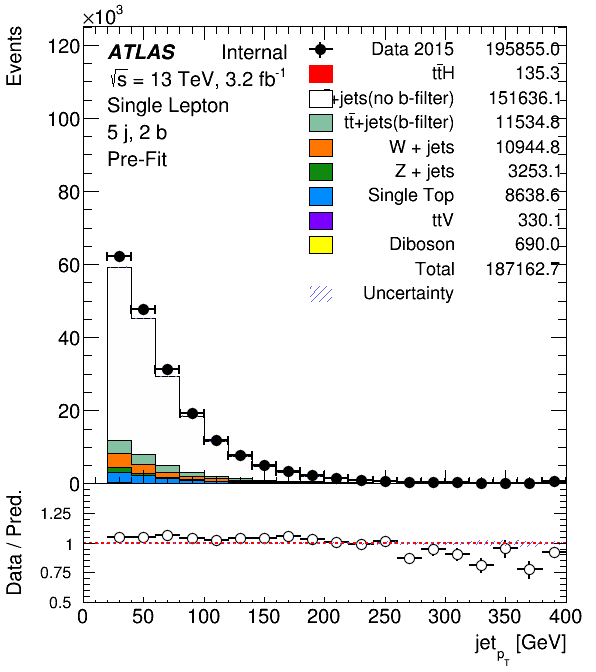 ×10³
Events
120
100
80
60
40
20
0
ATLAS Internal
√s = 13 TeV, 3.2 fb⁻¹
Single Lepton
5 j, 2 b
Pre-Fit
Data 2015 195855.0
tt̄H 135.3
+jets(no b-filter) 151636.1
tt̄+jets(b-filter) 11534.8
W + jets 10944.8
Z + jets 3253.1
Single Top 8638.6
ttV 330.1
Diboson 690.0
Total 187162.7
Uncertainty
Data / Pred.
1.25
1
0.75
0.5
0 50 100 150 200 250 300 350 400
jet_{p_T} [GeV]